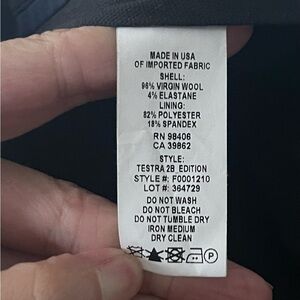 MADE IN USA
OF IMPORTED FABRIC
SHELL:
96% VIRGIN WOOL
4% ELASTANE
LINING:
82% POLYESTER
18% SPANDEX
RN 98406
CA 39862
STYLE:
TESTRA 2B_EDITION
STYLE #: F0001210
LOT #: 364729
DO NOT WASH
DO NOT BLEACH
DO NOT TUMBLE DRY
IRON MEDIUM
DRY CLEAN
P